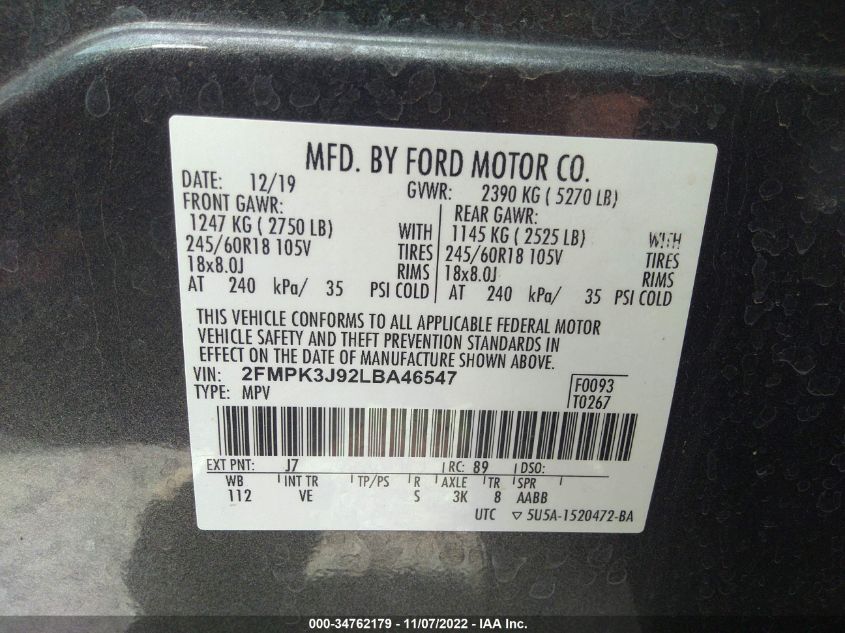 MFD. BY FORD MOTOR CO.
DATE: 12/19 GVWR: 2390 KG ( 5270 LB)
FRONT GAWR: REAR GAWR:
1247 KG ( 2750 LB) WITH 1145 KG ( 2525 LB) WITH
245/60R18 105V TIRES 245/60R18 105V TIRES
18x8.0J RIMS 18x8.0J RIMS
AT 240 kPa/ 35 PSI COLD AT 240 kPa/ 35 PSI COLD
THIS VEHICLE CONFORMS TO ALL APPLICABLE FEDERAL MOTOR
VEHICLE SAFETY AND THEFT PREVENTION STANDARDS IN
EFFECT ON THE DATE OF MANUFACTURE SHOWN ABOVE.
VIN: 2FMPK3J92LBA46547 F0093
TYPE: MPV T0267
EXT PNT: J7 RC: 89 DSO:
WB INT TR TP/PS R AXLE TR SPR
112 VE S 3K 8 AABB
UTC ▽ 5U5A-1520472-BA
000-34762179 - 11/07/2022 - IAA Inc.